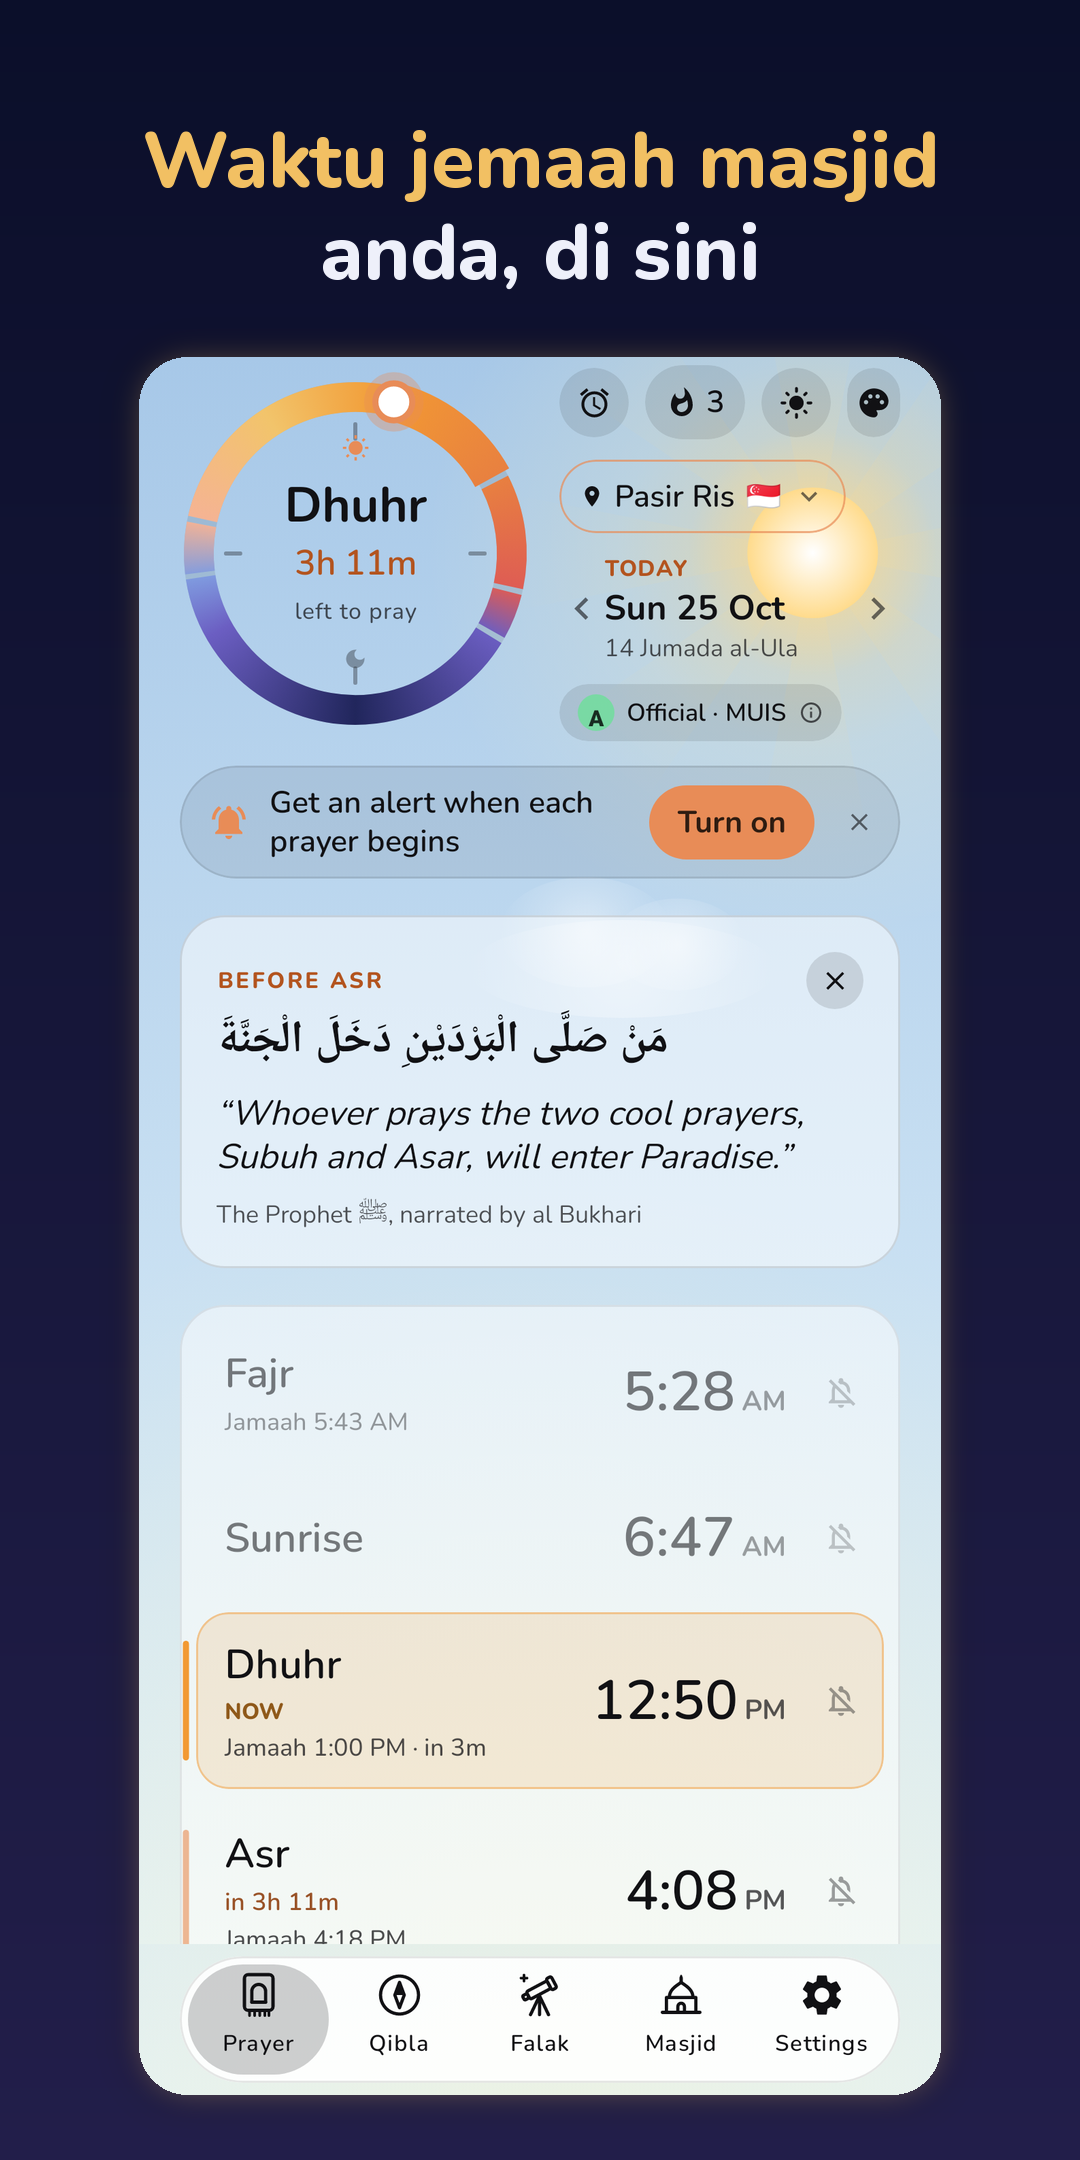 Waktu jemaah masjid
anda, di sini
Dhuhr
3h 11m
left to pray
3
Pasir Ris 🇸🇬
TODAY
Sun 25 Oct
14 Jumada al-Ula
A Official · MUIS
Get an alert when each
prayer begins
Turn on
BEFORE ASR
مَنْ صَلَّى الْبَرْدَيْنِ دَخَلَ الْجَنَّةَ
“Whoever prays the two cool prayers,
Subuh and Asar, will enter Paradise.”
The Prophet ﷺ, narrated by al Bukhari
Fajr
5:28 AM
Jamaah 5:43 AM
Sunrise
6:47 AM
Dhuhr
NOW
12:50 PM
Jamaah 1:00 PM · in 3m
Asr
in 3h 11m
4:08 PM
Jamaah 4:18 PM
Prayer
Qibla
Falak
Masjid
Settings